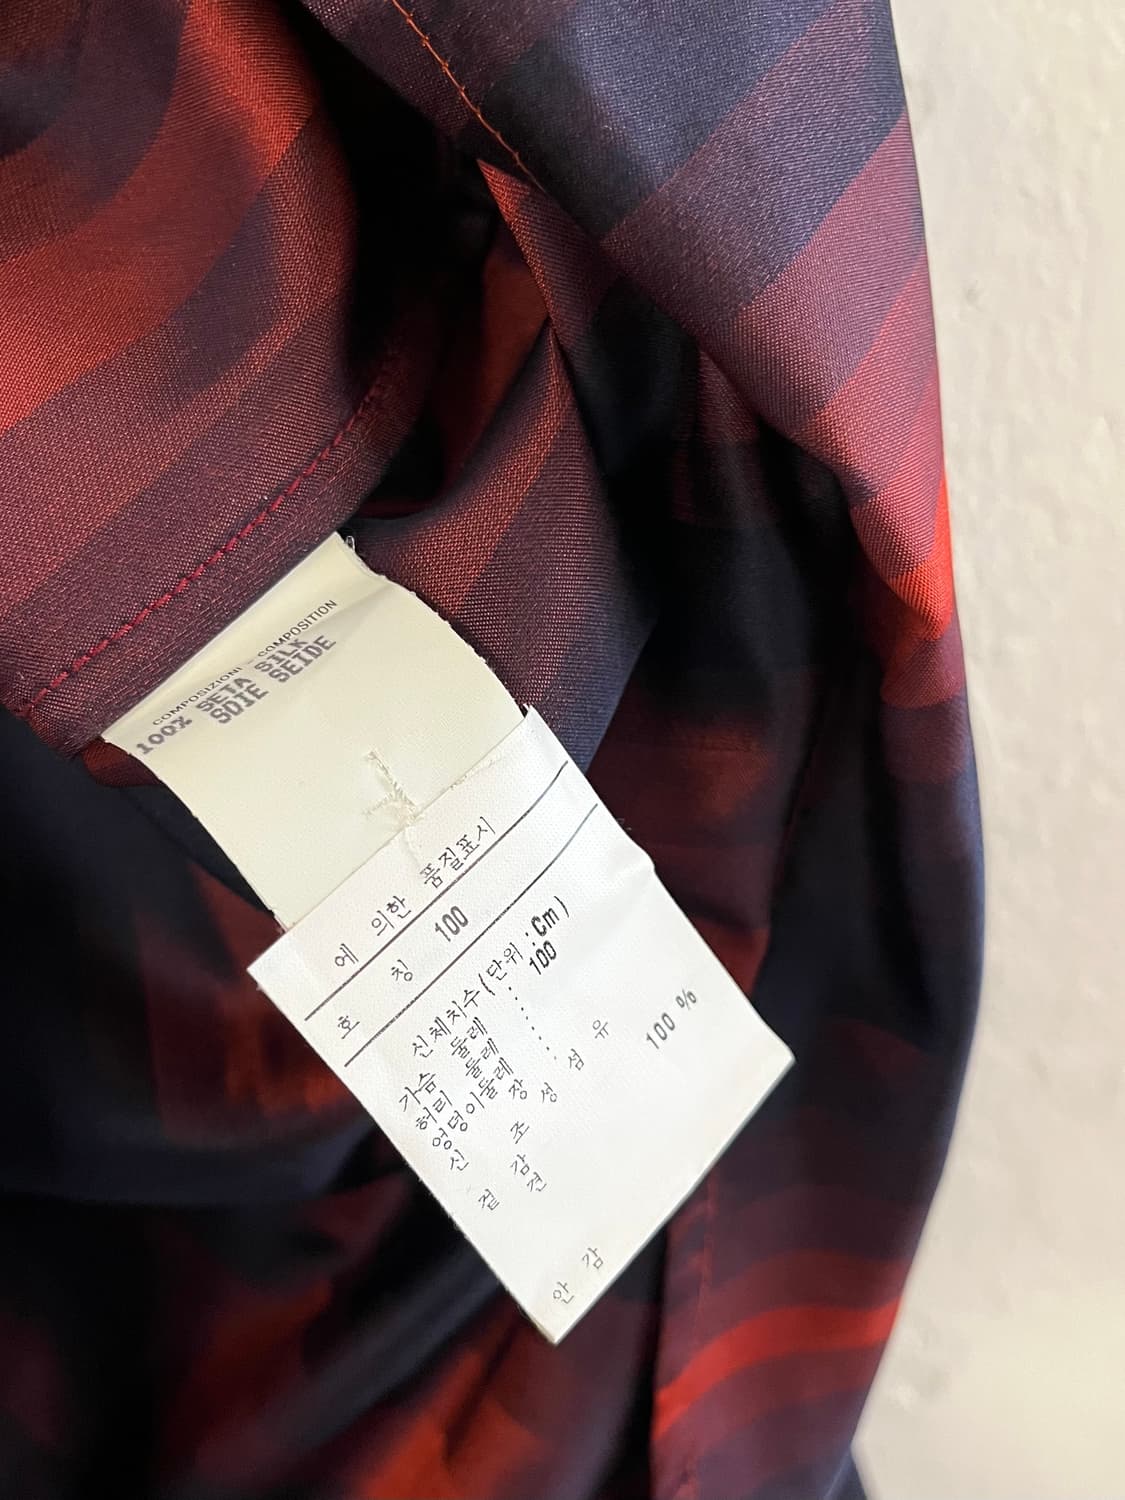 COMPOSIZIONI - COMPOSITION
100% SETA SILK
SOIE SEIDE
에 의한 품질표시
호 칭 100
신체치수(단위:Cm)
가슴 둘레 : 100
허리 둘레 :
엉덩이둘레 :
신 장 :
조 성 섬 유
겉 감 견 100 %
안 감